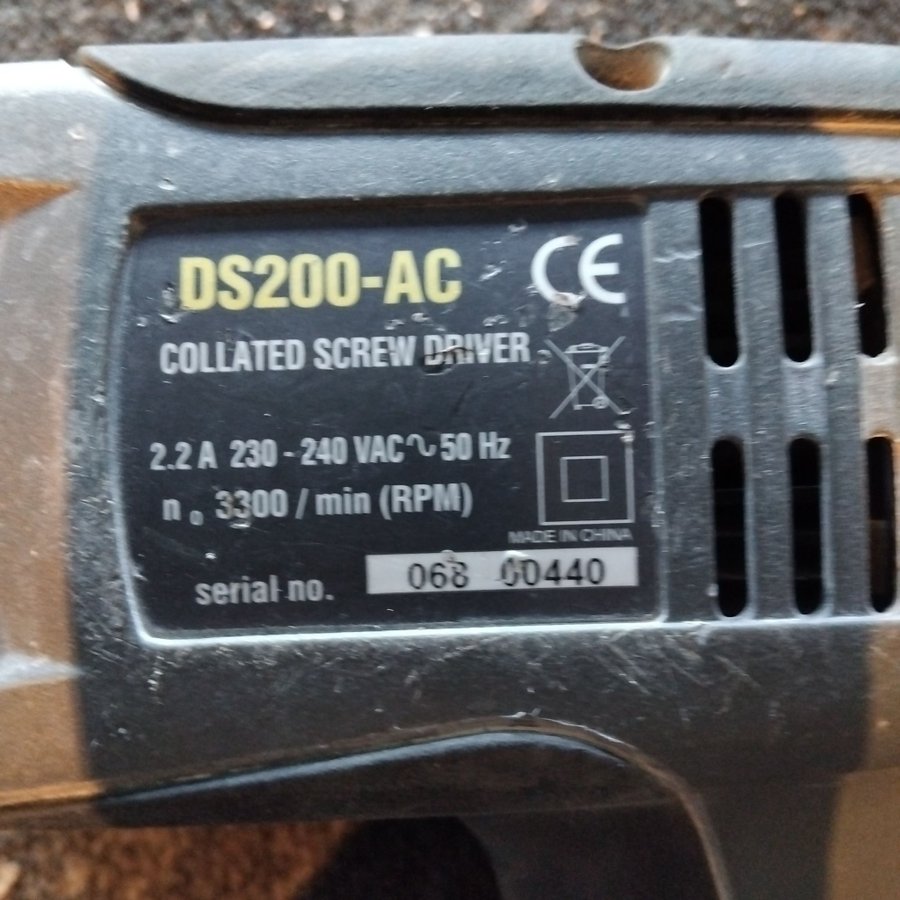 DS200-AC CE
COLLATED SCREW DRIVER
2.2 A 230 - 240 VAC ∿ 50 Hz
n o 3300 / min (RPM)
MADE IN CHINA
serial no. 068 00440